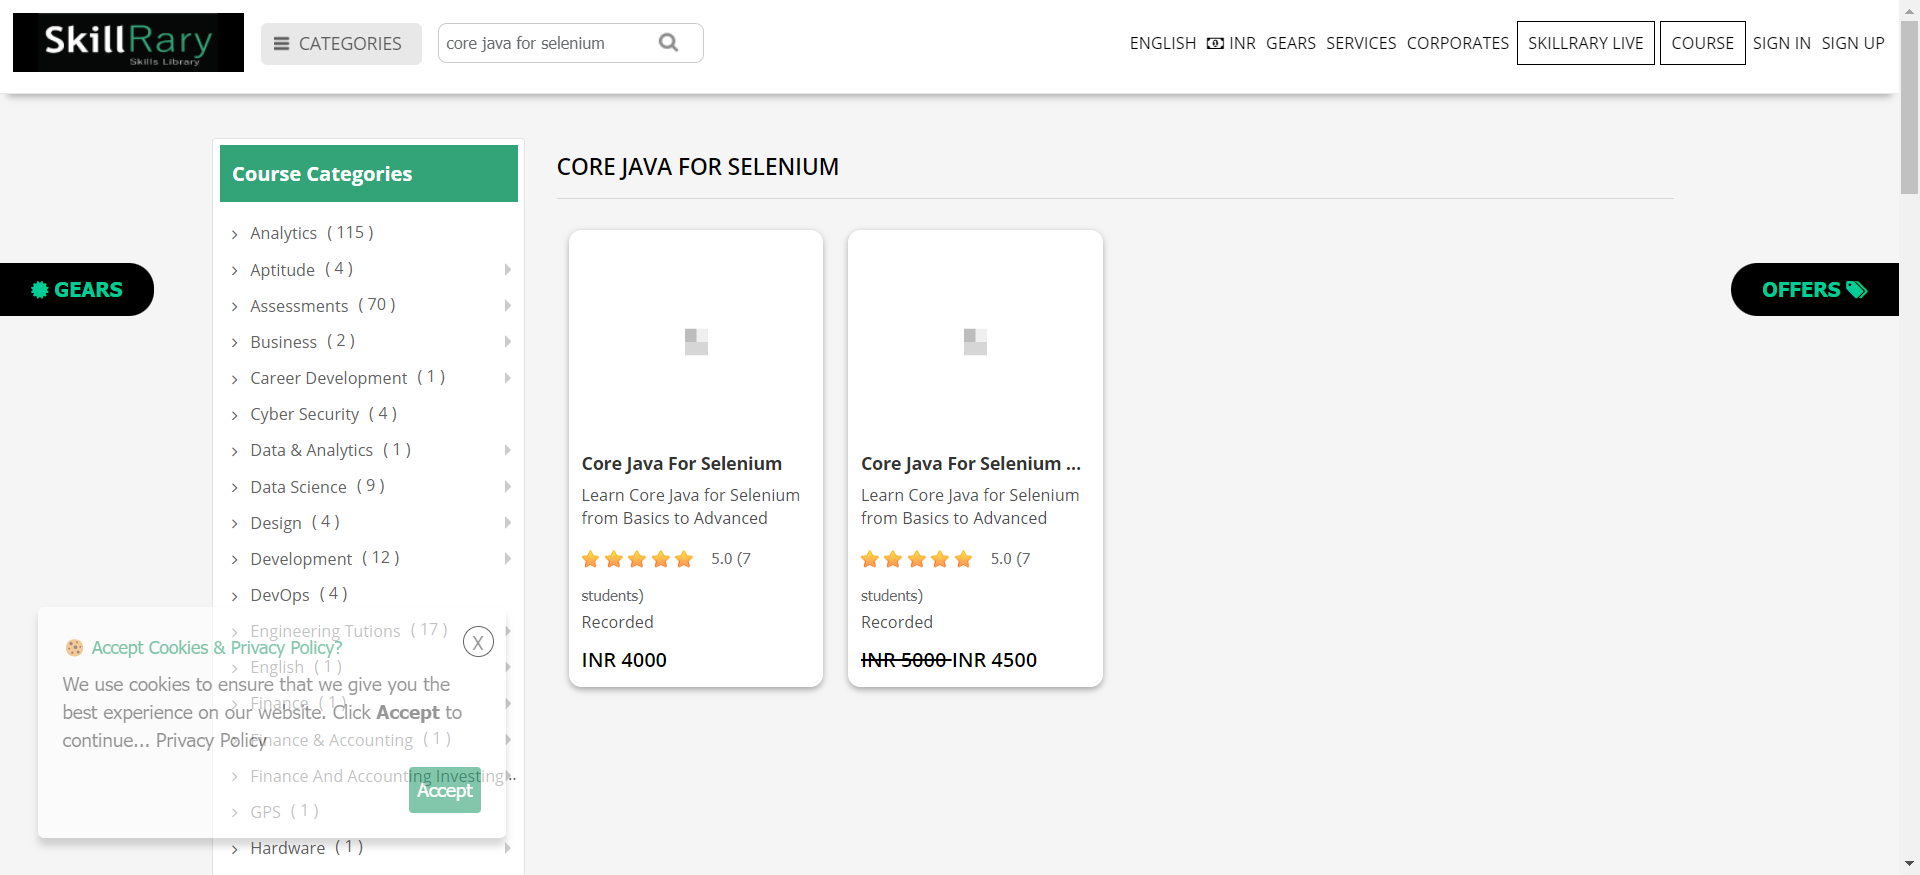 SkillRary
Skills Library
CATEGORIES
core java for selenium
ENGLISH INR GEARS SERVICES CORPORATES SKILLRARY LIVE COURSE SIGN IN SIGN UP
Course Categories
Analytics ( 115 )
Aptitude ( 4 )
Assessments ( 70 )
Business ( 2 )
Career Development ( 1 )
Cyber Security ( 4 )
Data & Analytics ( 1 )
Data Science ( 9 )
Design ( 4 )
Development ( 12 )
DevOps ( 4 )
Engineering Tutions ( 17 )
English ( 1 )
Finance ( 1 )
Finance & Accounting ( 1 )
Finance And Accounting Investing...
GPS ( 1 )
Hardware ( 1 )
GEARS
Accept Cookies & Privacy Policy?
X
We use cookies to ensure that we give you the
best experience on our website. Click Accept to
continue... Privacy Policy
Accept
CORE JAVA FOR SELENIUM
Core Java For Selenium
Learn Core Java for Selenium
from Basics to Advanced
5.0 (7
students)
Recorded
INR 4000
Core Java For Selenium ...
Learn Core Java for Selenium
from Basics to Advanced
5.0 (7
students)
Recorded
INR 5000 INR 4500
OFFERS